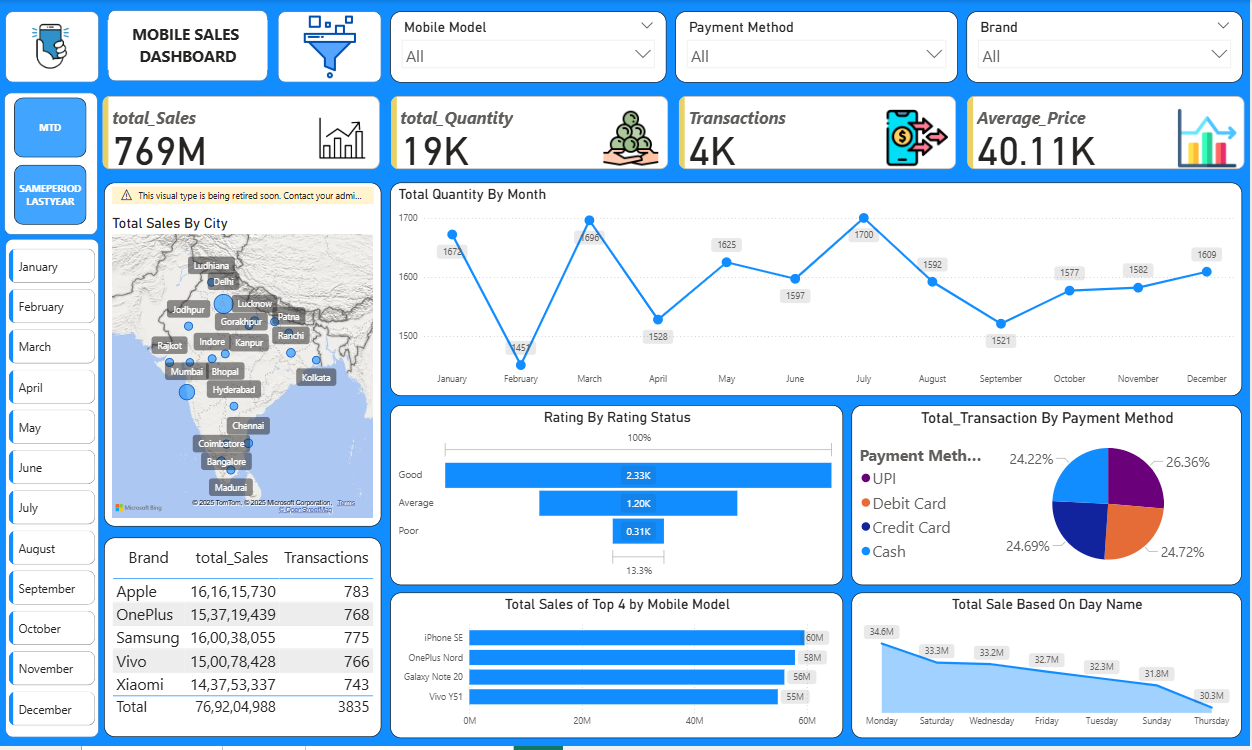 MOBILE SALES
DASHBOARD
Mobile Model
All
Payment Method
All
Brand
All
MTD
SAMEPERIOD
LASTYEAR
total_Sales
769M
total_Quantity
19K
Transactions
4K
Average_Price
40.11K
January
February
March
April
May
June
July
August
September
October
November
December
This visual type is being retired soon. Contact your admi...
Total Sales By City
Ludhiana
Delhi
Lucknow
Jodhpur
Gorakhpur
Patna
Ranchi
Rajkot
Indore
Kanpur
Mumbai
Bhopal
Kolkata
Hyderabad
Chennai
Coimbatore
Bangalore
Madurai
Microsoft Bing
© 2025 TomTom, © 2025 Microsoft Corporation, Terms
© OpenStreetMap
Total Quantity By Month
1700
1600
1500
1672
1451
1696
1528
1625
1597
1700
1592
1521
1577
1582
1609
January February March April May June July August September October November December
Rating By Rating Status
100%
Good 2.33K
Average 1.20K
Poor 0.31K
13.3%
Total_Transaction By Payment Method
Payment Meth...
UPI
Debit Card
Credit Card
Cash
24.22%
26.36%
24.69%
24.72%
Brand total_Sales Transactions
Apple 16,16,15,730 783
OnePlus 15,37,19,439 768
Samsung 16,00,38,055 775
Vivo 15,00,78,428 766
Xiaomi 14,37,53,337 743
Total 76,92,04,988 3835
Total Sales of Top 4 by Mobile Model
iPhone SE 60M
OnePlus Nord 58M
Galaxy Note 20 56M
Vivo Y51 55M
0M 20M 40M 60M
Total Sale Based On Day Name
34.6M
33.3M
33.2M
32.7M
32.3M
31.8M
30.3M
Monday Saturday Wednesday Friday Tuesday Sunday Thursday